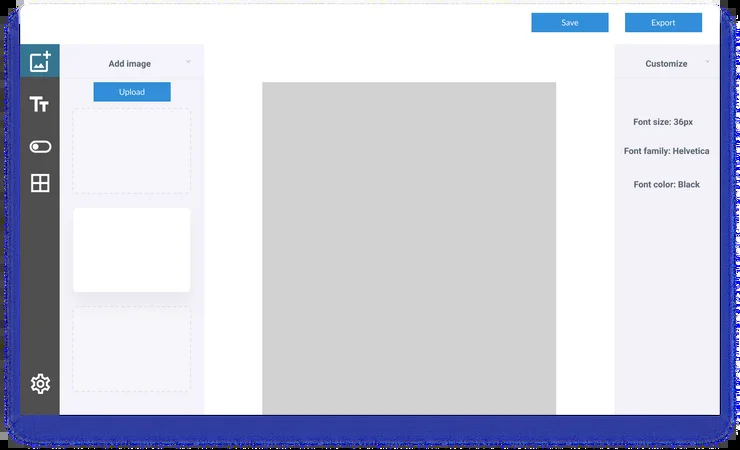 Save
Export
Add image
Customize
Upload
Font size: 36px
Font family: Helvetica
Font color: Black